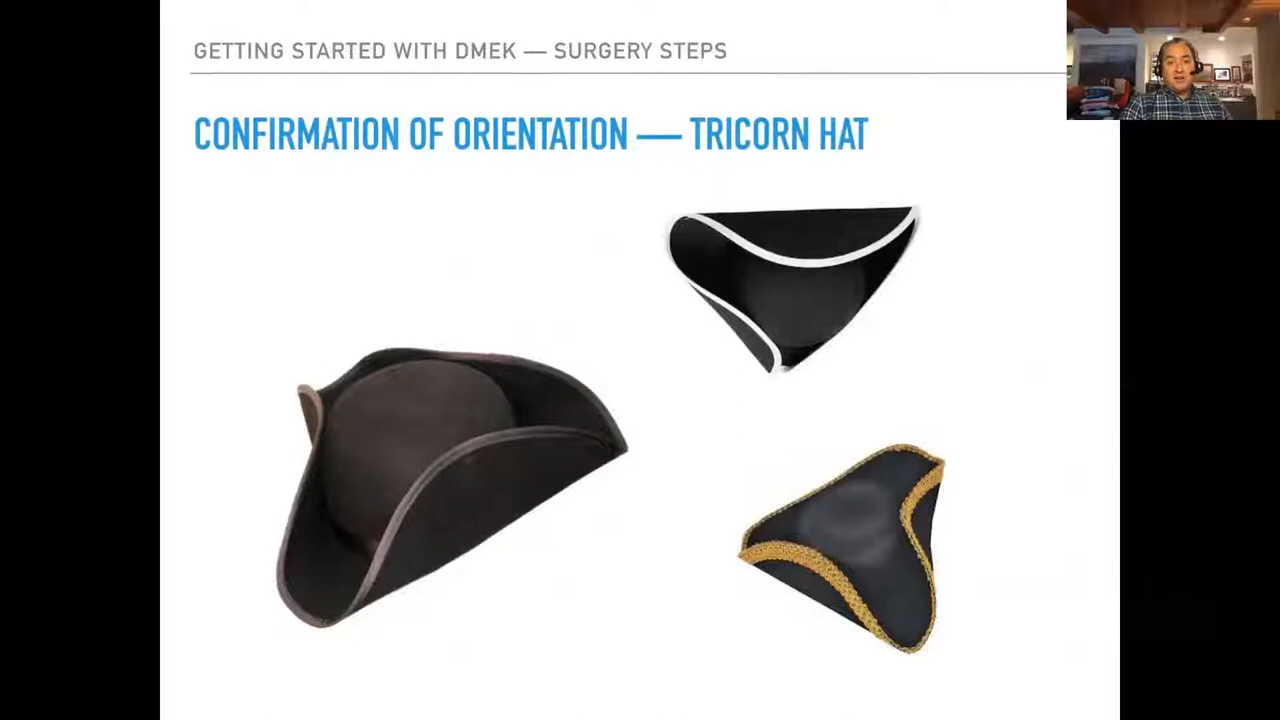 GETTING STARTED WITH DMEK — SURGERY STEPS
CONFIRMATION OF ORIENTATION — TRICORN HAT